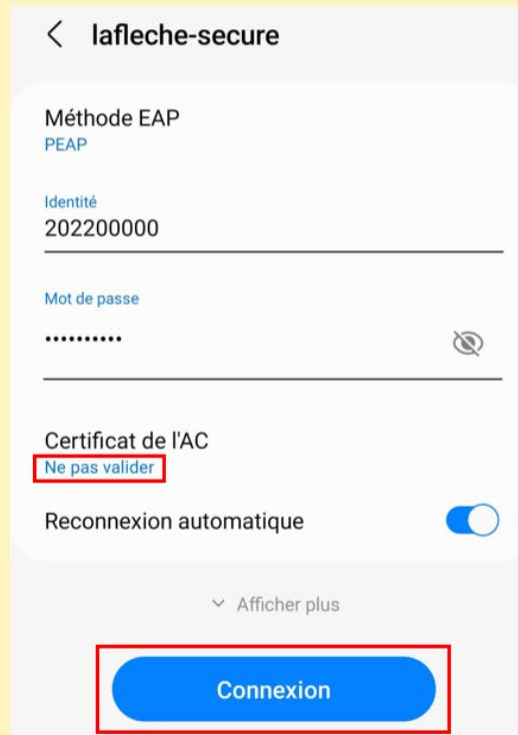 lafleche-secure
Méthode EAP
PEAP
Identité
202200000
Mot de passe
••••••••••
Certificat de l'AC
Ne pas valider
Reconnexion automatique
Afficher plus
Connexion